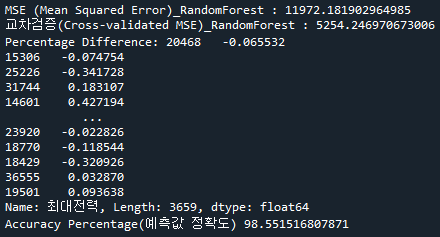 MSE (Mean Squared Error)_RandomForest : 11972.181902964985
교차검증(Cross-validated MSE)_RandomForest : 5254.246970673006
Percentage Difference: 20468   -0.065532
15306   -0.074754
25226   -0.341728
31744    0.183107
14601    0.427194
...
23920   -0.022826
18770   -0.118544
18429   -0.320926
36555    0.032870
19501    0.093638
Name: 최대전력, Length: 3659, dtype: float64
Accuracy Percentage(예측값 정확도) 98.551516807871